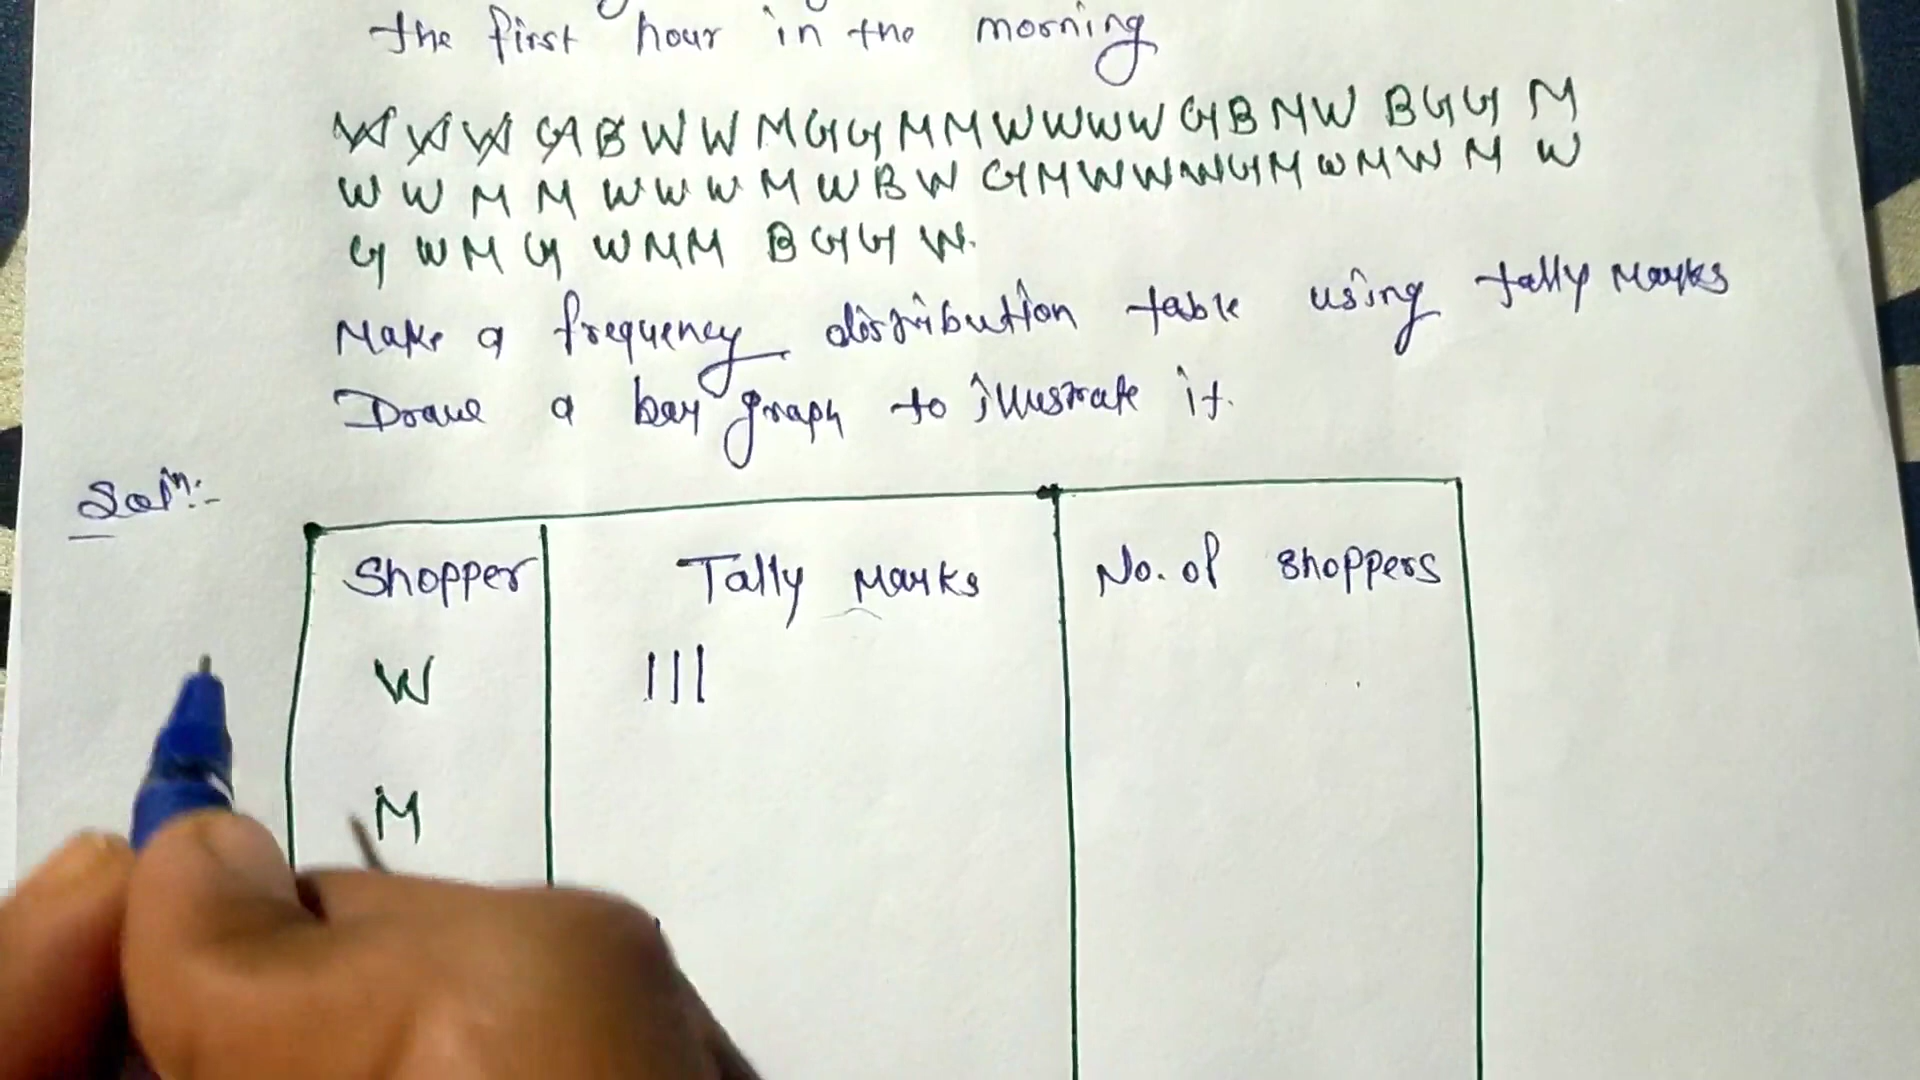 the first hour in the morning
W W W G B W W M G G M M W W W W G B M W B G G M
W W M M W W W M W B W G M W W W G M W M W M W
G W M G W M M B G G W.
Make a frequency distribution table using tally marks
Draw a bar graph to illustrate it.
Solⁿ:-
Shopper Tally Marks No. of shoppers
W |||
M